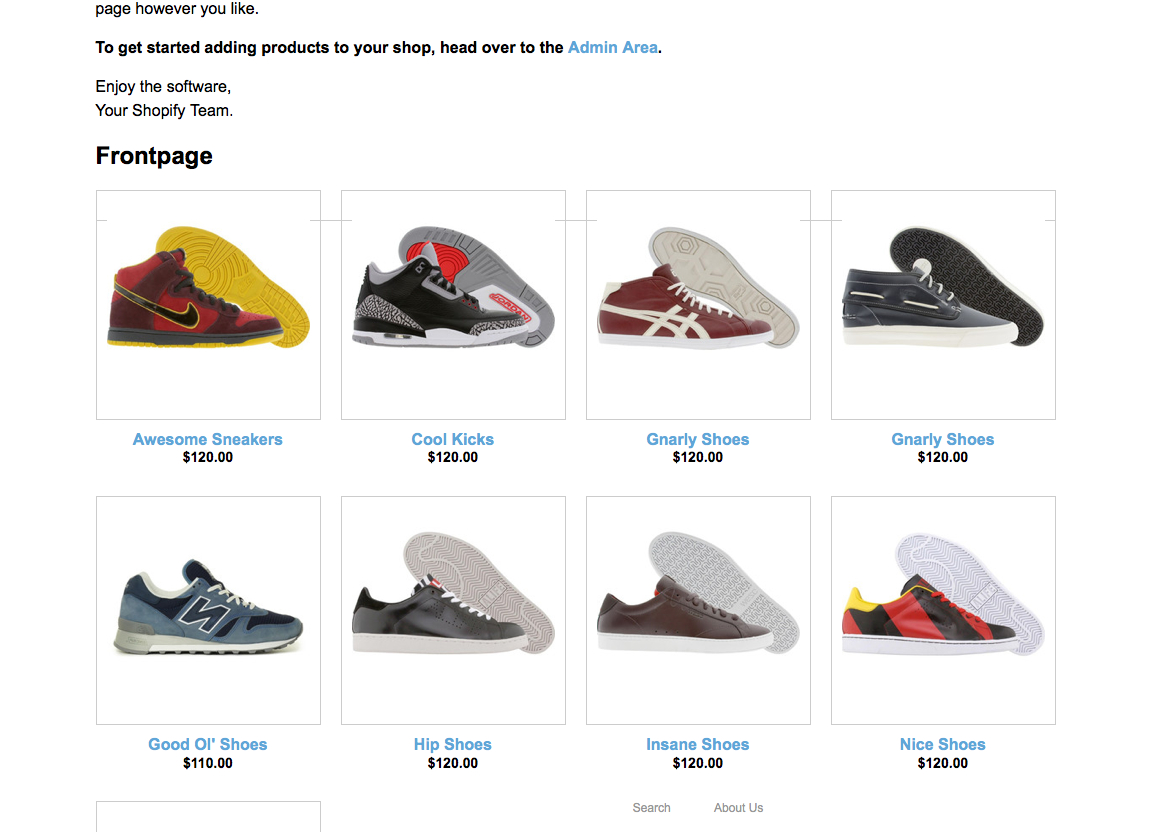 page however you like.
To get started adding products to your shop, head over to the Admin Area.
Enjoy the software,
Your Shopify Team.
Frontpage
JORDAN
Awesome Sneakers
$120.00
Cool Kicks
$120.00
Gnarly Shoes
$120.00
Gnarly Shoes
$120.00
N
Good Ol' Shoes
$110.00
Hip Shoes
$120.00
Insane Shoes
$120.00
Nice Shoes
$120.00
Search
About Us